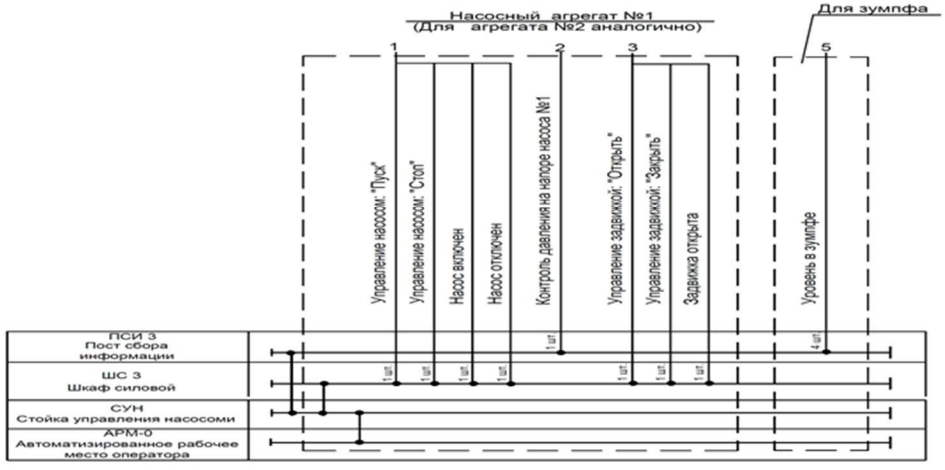 Насосный агрегат №1
(Для агрегата №2 аналогично)
Для зумпфа
1
2
3
5
Управление насосом: "Пуск"
Управление насосом: "Стоп"
Насос включен
Насос отключен
Контроль давления на напоре насоса №1
Управление задвижкой: "Открыть"
Управление задвижкой: "Закрыть"
Задвижка открыта
Уровень в зумпфе
1 шт.
4 шт.
1 шт.
1 шт.
1 шт.
1 шт.
1 шт.
1 шт.
1 шт.
ПСИ 3
Пост сбора
информации
ШС 3
Шкаф силовой
СУН
Стойка управления насосоми
АРМ-0
Автоматизированное рабочее
место оператора